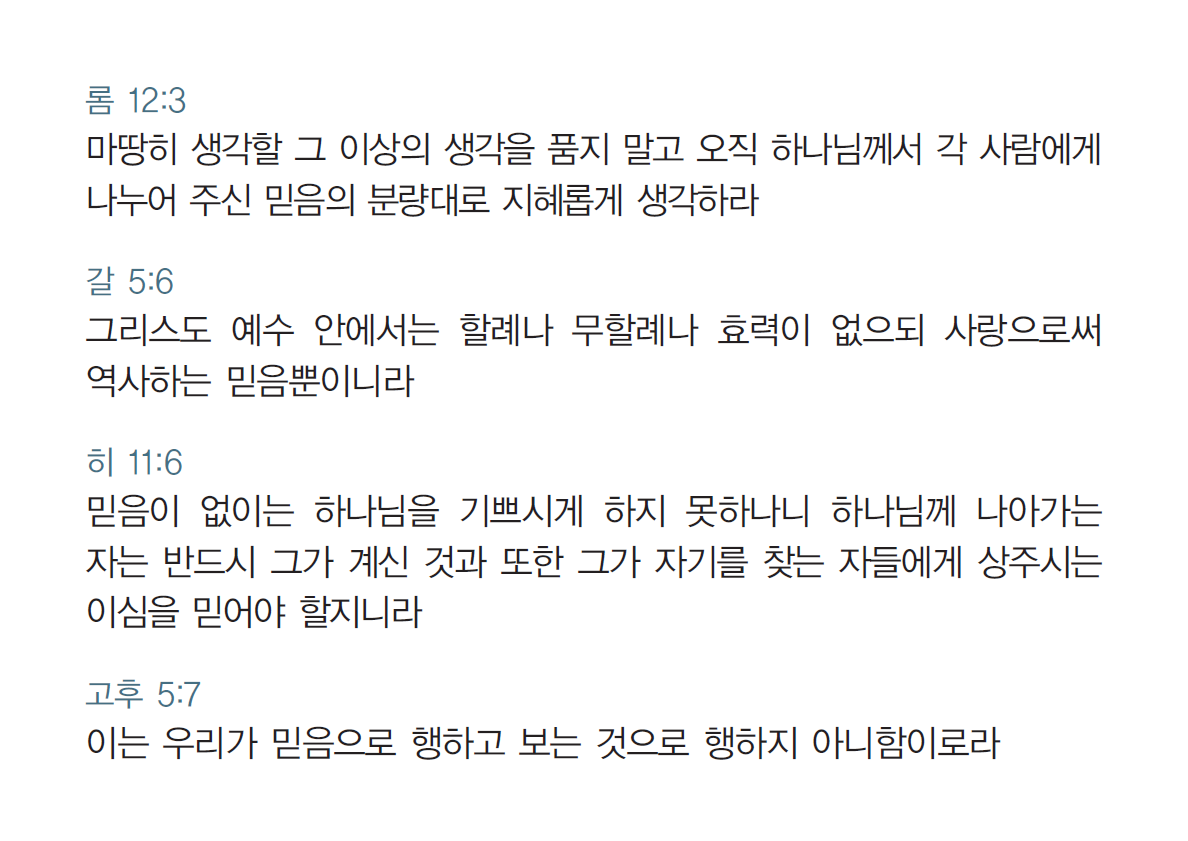 롬 12:3
마땅히 생각할 그 이상의 생각을 품지 말고 오직 하나님께서 각 사람에게
나누어 주신 믿음의 분량대로 지혜롭게 생각하라
갈 5:6
그리스도 예수 안에서는 할례나 무할례나 효력이 없으되 사랑으로써
역사하는 믿음뿐이니라
히 11:6
믿음이 없이는 하나님을 기쁘시게 하지 못하나니 하나님께 나아가는
자는 반드시 그가 계신 것과 또한 그가 자기를 찾는 자들에게 상주시는
이심을 믿어야 할지니라
고후 5:7
이는 우리가 믿음으로 행하고 보는 것으로 행하지 아니함이로라